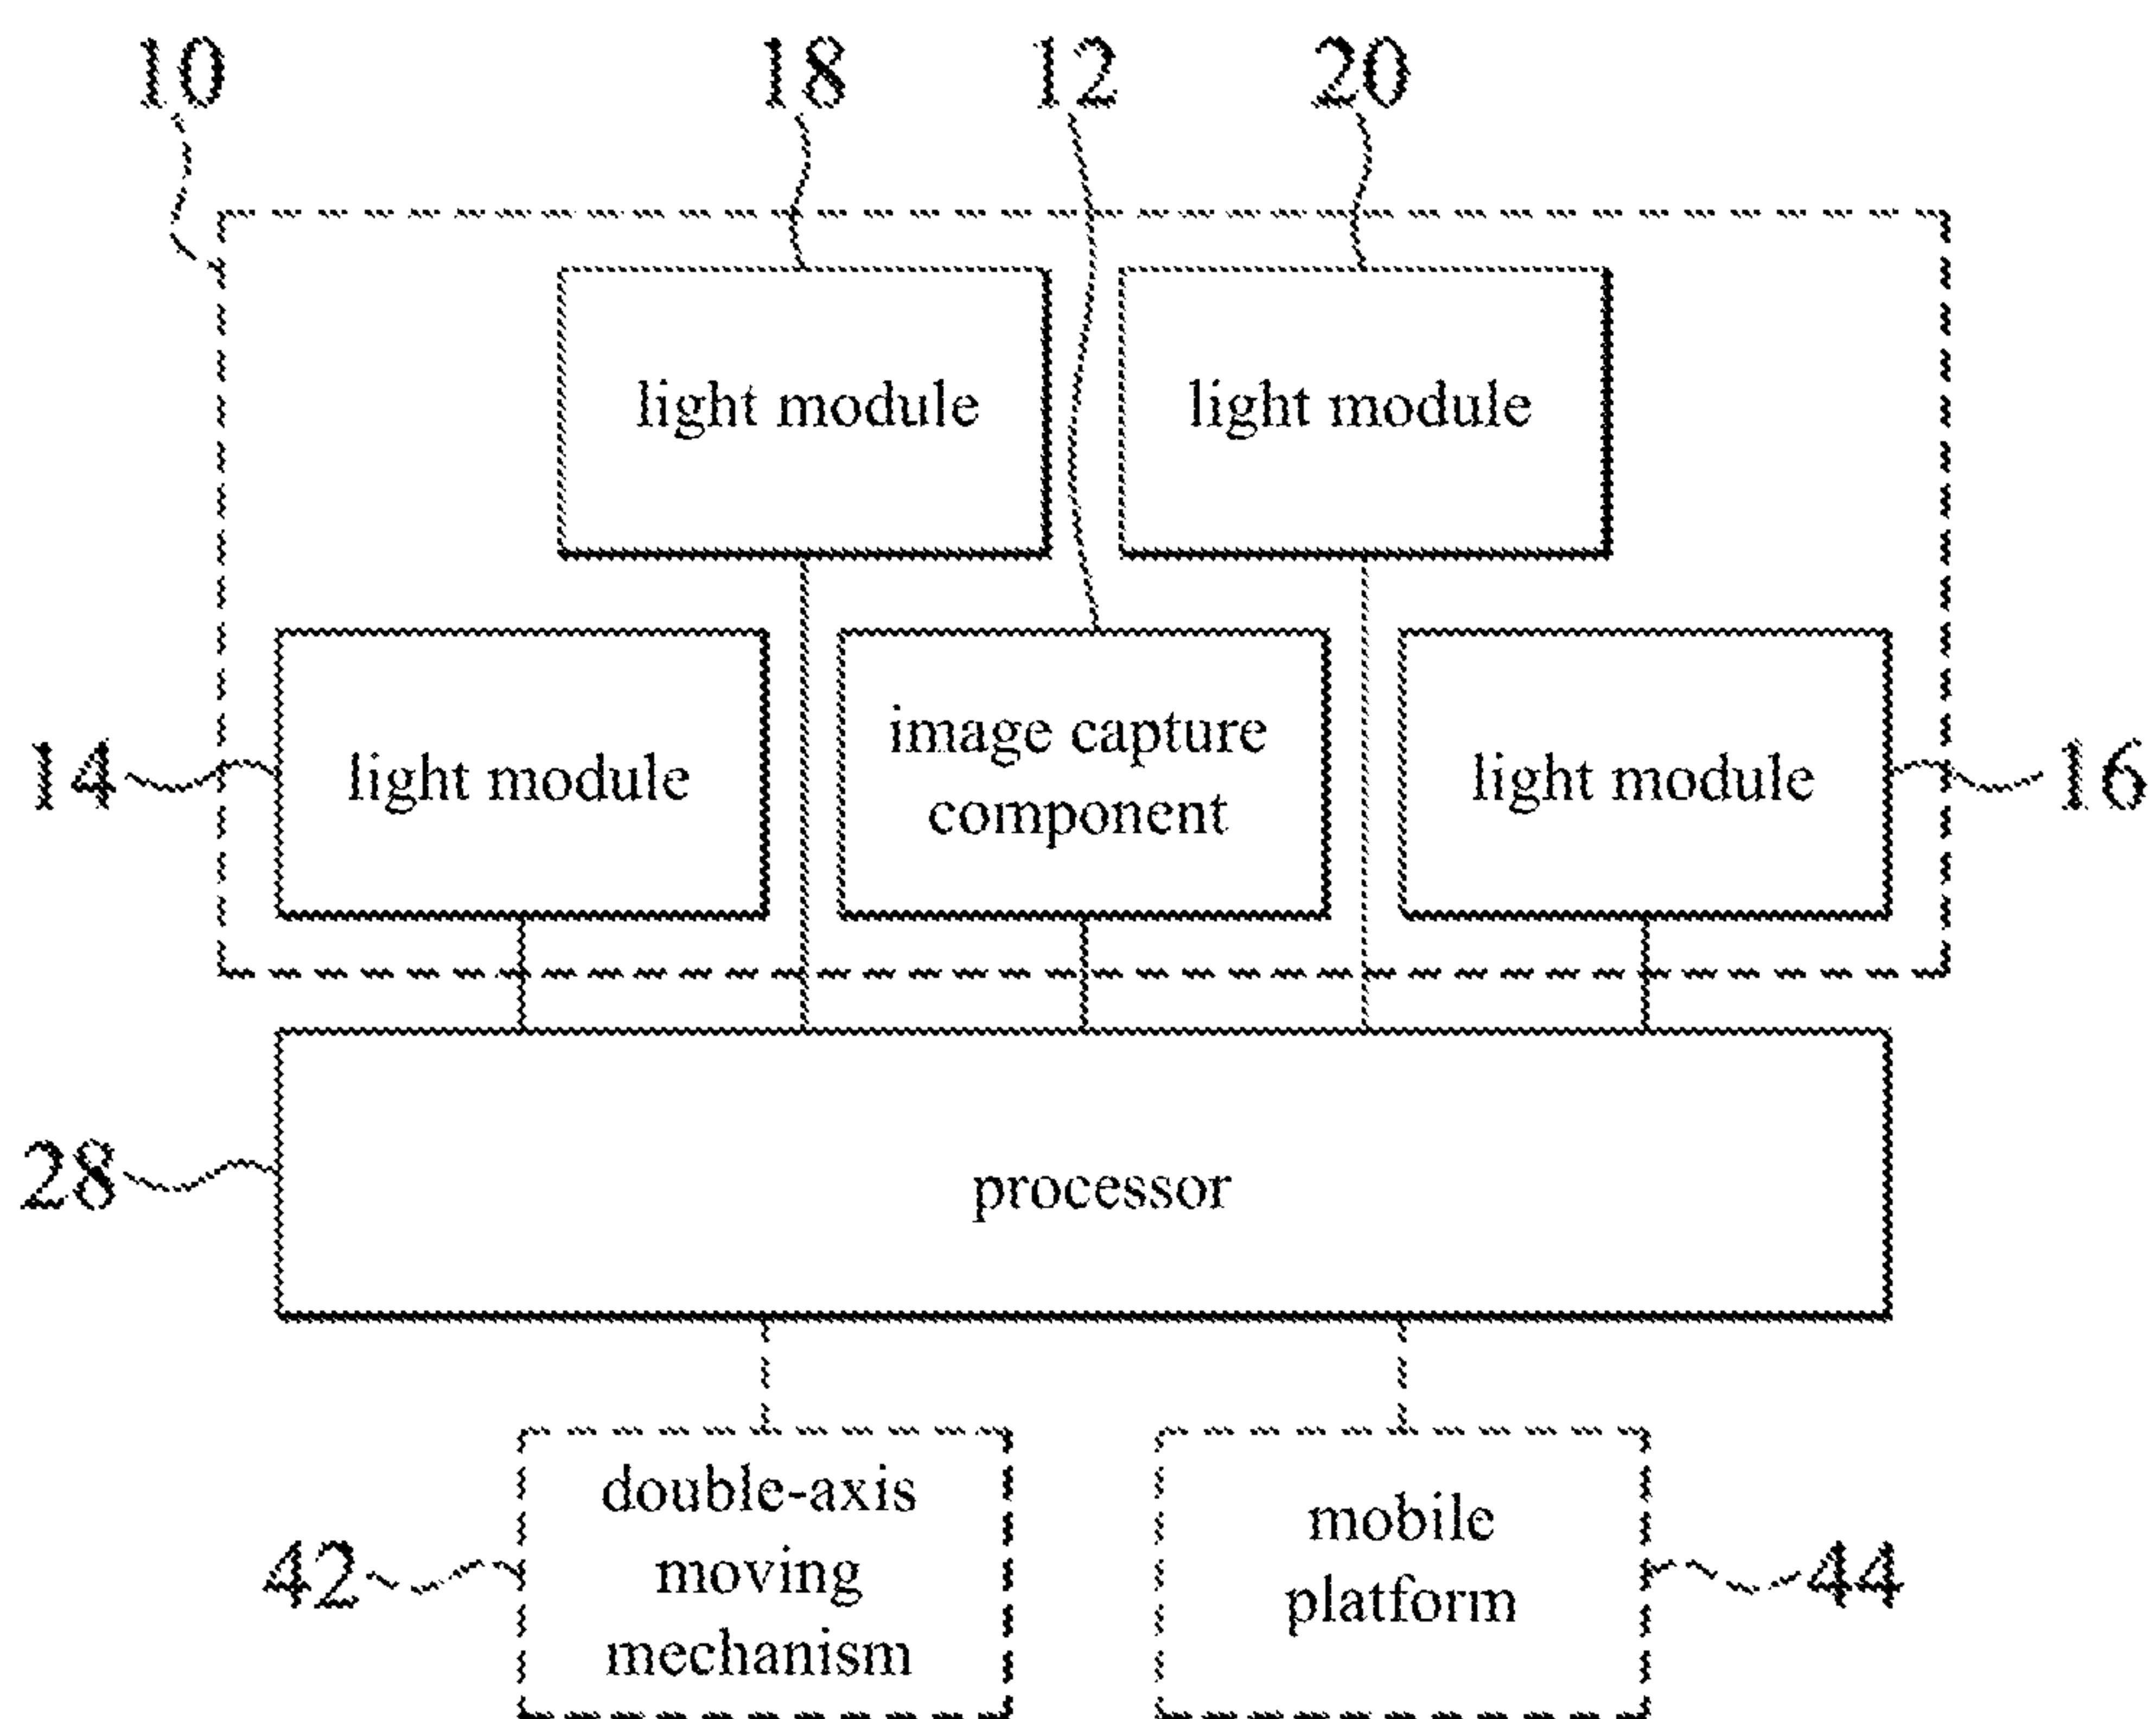 10
18
12
20
light module
light module
14
light module
image capture
component
light module
16
28
processor
42
double-axis
moving
mechanism
mobile
platform
44